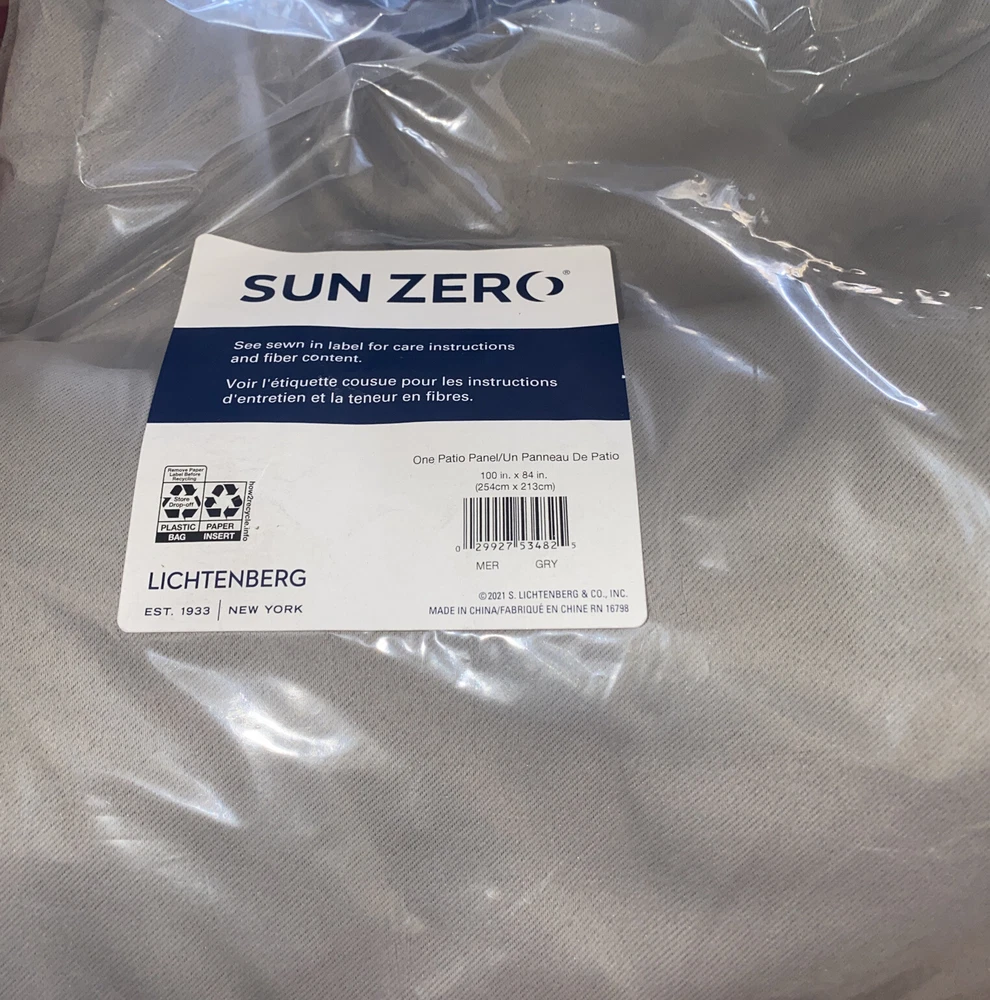 SUN ZERO®
See sewn in label for care instructions
and fiber content.
Voir l'étiquette cousue pour les instructions
d'entretien et la teneur en fibres.
One Patio Panel/Un Panneau De Patio
100 in. x 84 in.
(254cm x 213cm)
0 29927 53482 5
MER GRY
Remove Paper
Label Before
Recycling
Store
Drop-off
PLASTIC PAPER
BAG INSERT
how2recycle.info
LICHTENBERG
EST. 1933 | NEW YORK
©2021 S. LICHTENBERG & CO., INC.
MADE IN CHINA/FABRIQUÉ EN CHINE RN 16798